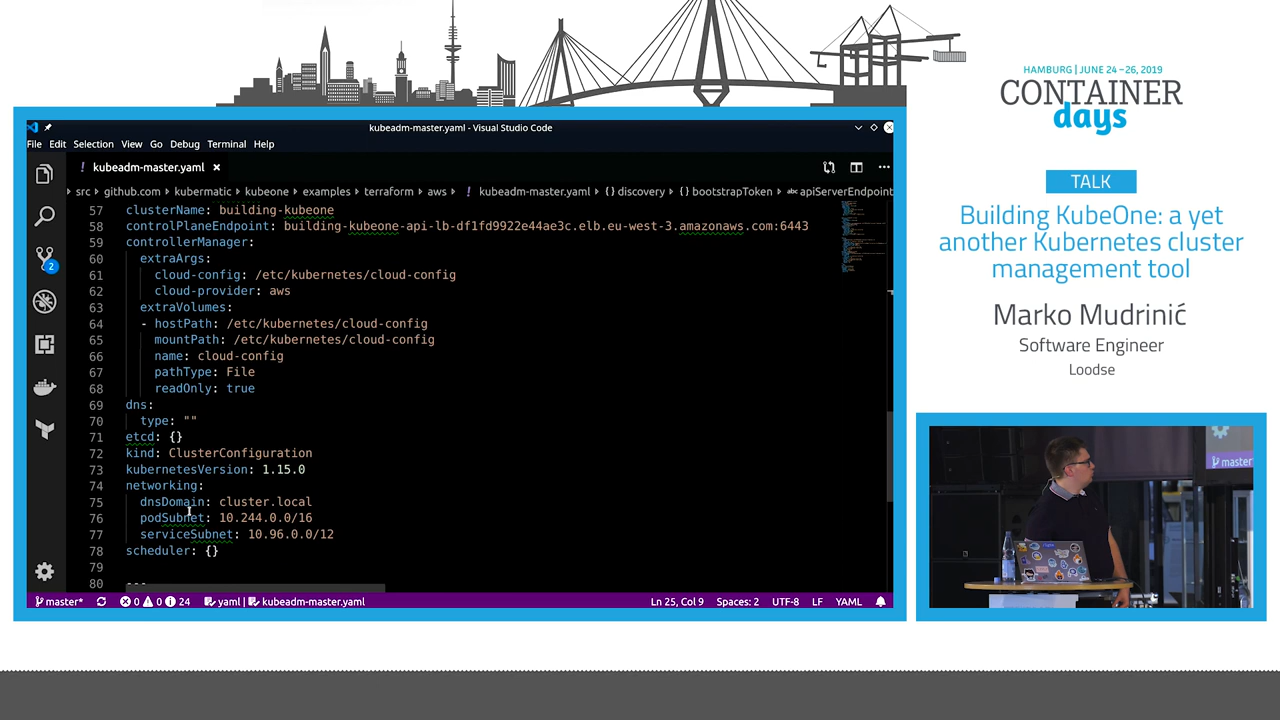 kubeadm-master.yaml - Visual Studio Code
File Edit Selection View Go Debug Terminal Help
! kubeadm-master.yaml ×
src › github.com › kubermatic › kubeone › examples › terraform › aws › ! kubeadm-master.yaml › {} discovery › {} bootstrapToken › abc apiServerEndpoint
57 clusterName: building-kubeone
58 controlPlaneEndpoint: building-kubeone-api-lb-df1fd9922e44ae3c.elb.eu-west-3.amazonaws.com:6443
59 controllerManager:
60 extraArgs:
61 cloud-config: /etc/kubernetes/cloud-config
62 cloud-provider: aws
63 extraVolumes:
64 - hostPath: /etc/kubernetes/cloud-config
65 mountPath: /etc/kubernetes/cloud-config
66 name: cloud-config
67 pathType: File
68 readOnly: true
69 dns:
70 type: ""
71 etcd: {}
72 kind: ClusterConfiguration
73 kubernetesVersion: 1.15.0
74 networking:
75 dnsDomain: cluster.local
76 podSubnet: 10.244.0.0/16
77 serviceSubnet: 10.96.0.0/12
78 scheduler: {}
79
80 ---
2
master* 0 0 24 yaml | kubeadm-master.yaml Ln 25, Col 9 Spaces: 2 UTF-8 LF YAML
HAMBURG | JUNE 24 – 26, 2019
CONTAINER
days
TALK
Building KubeOne: a yet
another Kubernetes cluster
management tool
Marko Mudrinić
Software Engineer
Loodse
master